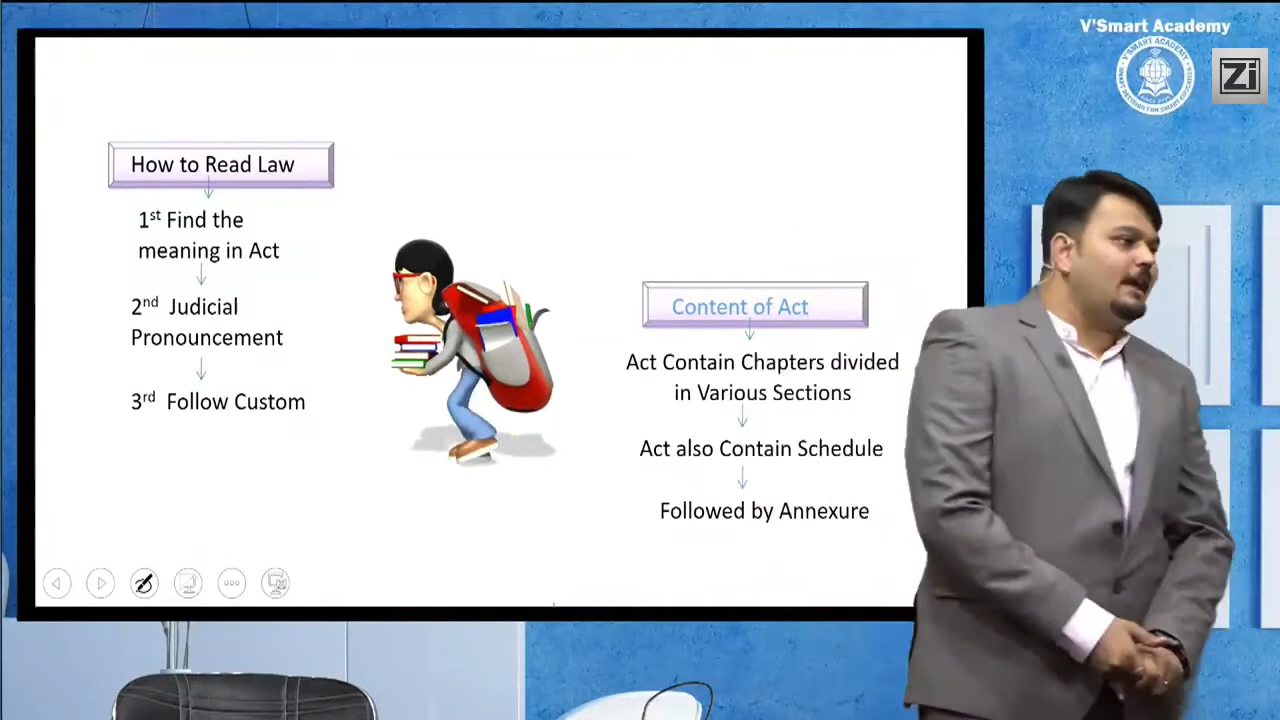 V'Smart Academy
Zi
How to Read Law
1st Find the
meaning in Act
2nd Judicial
Pronouncement
3rd Follow Custom
Content of Act
Act Contain Chapters divided
in Various Sections
Act also Contain Schedule
Followed by Annexure